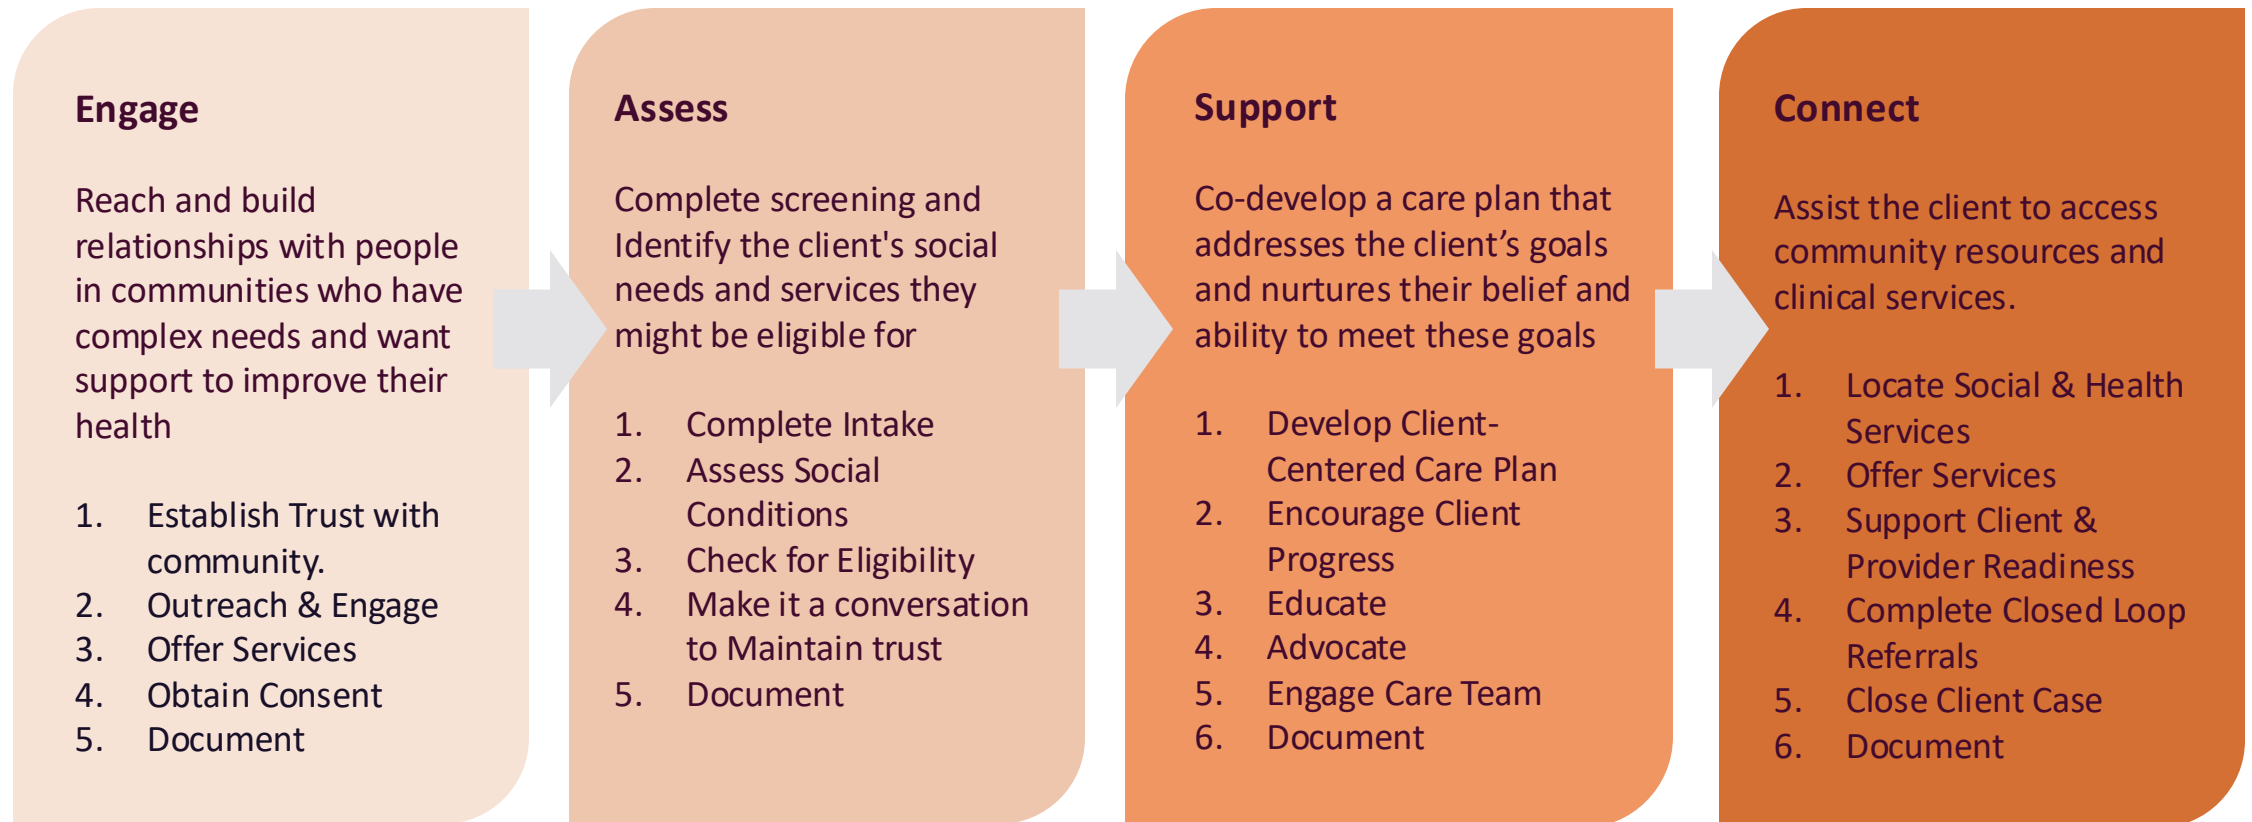 Engage
Reach and build
relationships with people
in communities who have
complex needs and want
support to improve their
health
1. Establish Trust with
community.
2. Outreach & Engage
3. Offer Services
4. Obtain Consent
5. Document
Assess
Complete screening and
Identify the client's social
needs and services they
might be eligible for
1. Complete Intake
2. Assess Social
Conditions
3. Check for Eligibility
4. Make it a conversation
to Maintain trust
5. Document
Support
Co-develop a care plan that
addresses the client’s goals
and nurtures their belief and
ability to meet these goals
1. Develop Client-
Centered Care Plan
2. Encourage Client
Progress
3. Educate
4. Advocate
5. Engage Care Team
6. Document
Connect
Assist the client to access
community resources and
clinical services.
1. Locate Social & Health
Services
2. Offer Services
3. Support Client &
Provider Readiness
4. Complete Closed Loop
Referrals
5. Close Client Case
6. Document